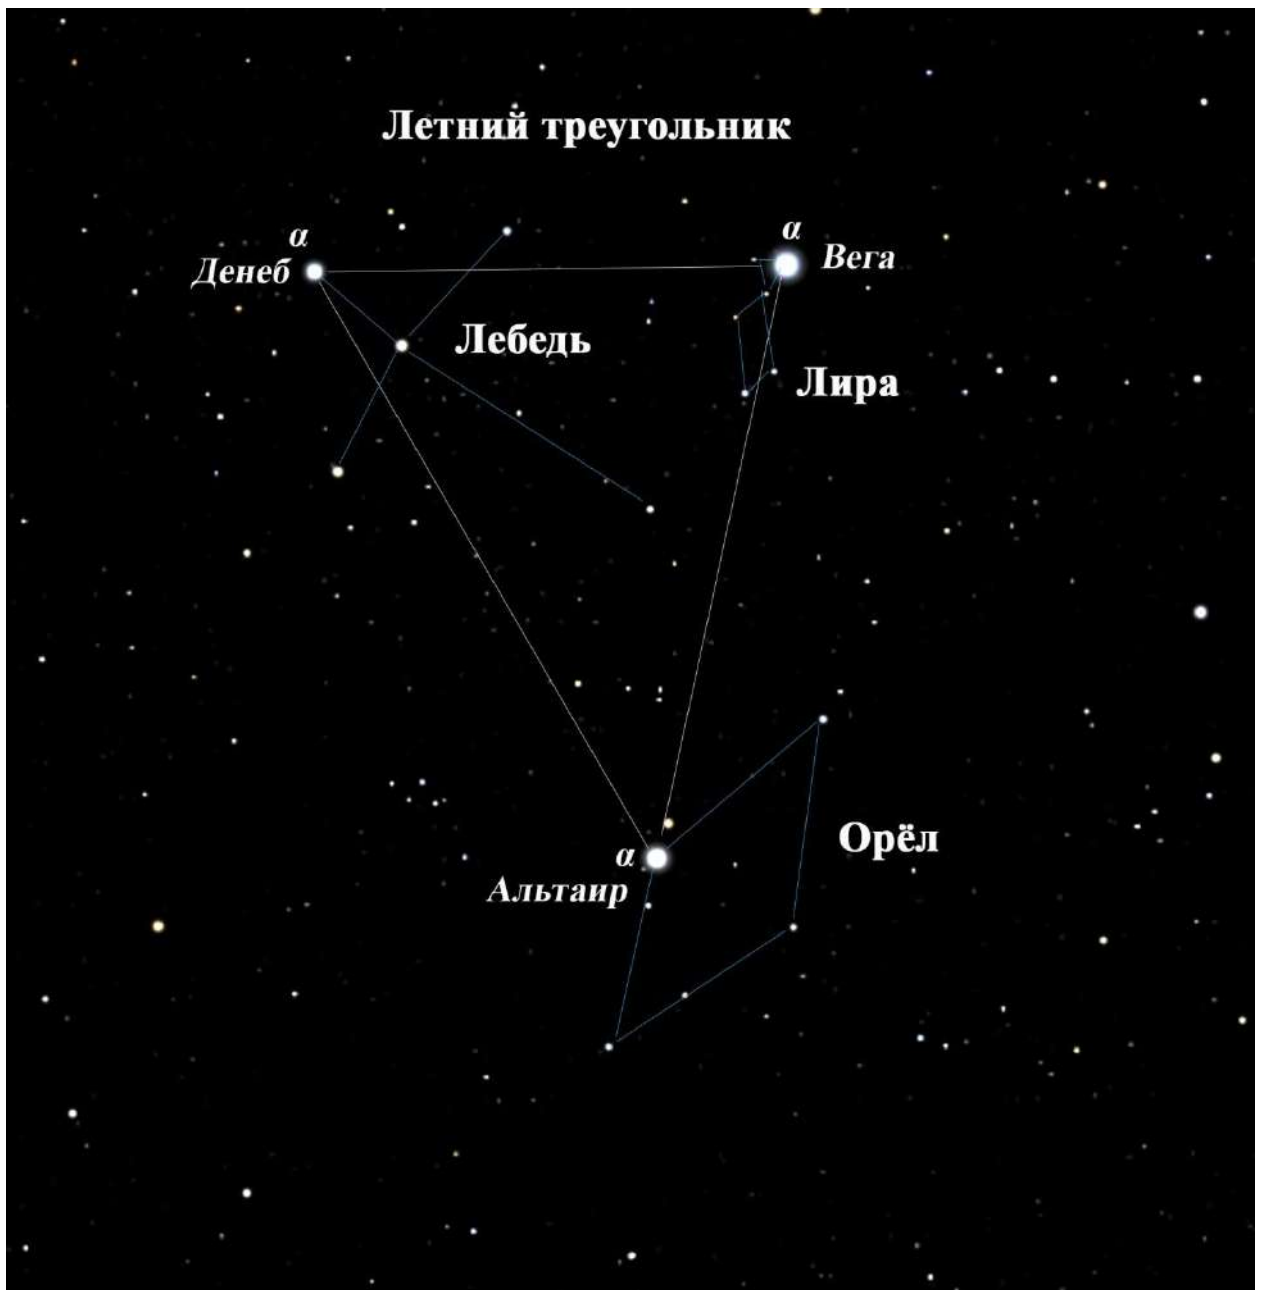 Летний треугольник
α
α
Денеб
Вега
Лебедь
Лира
Орёл
α
Альтаир